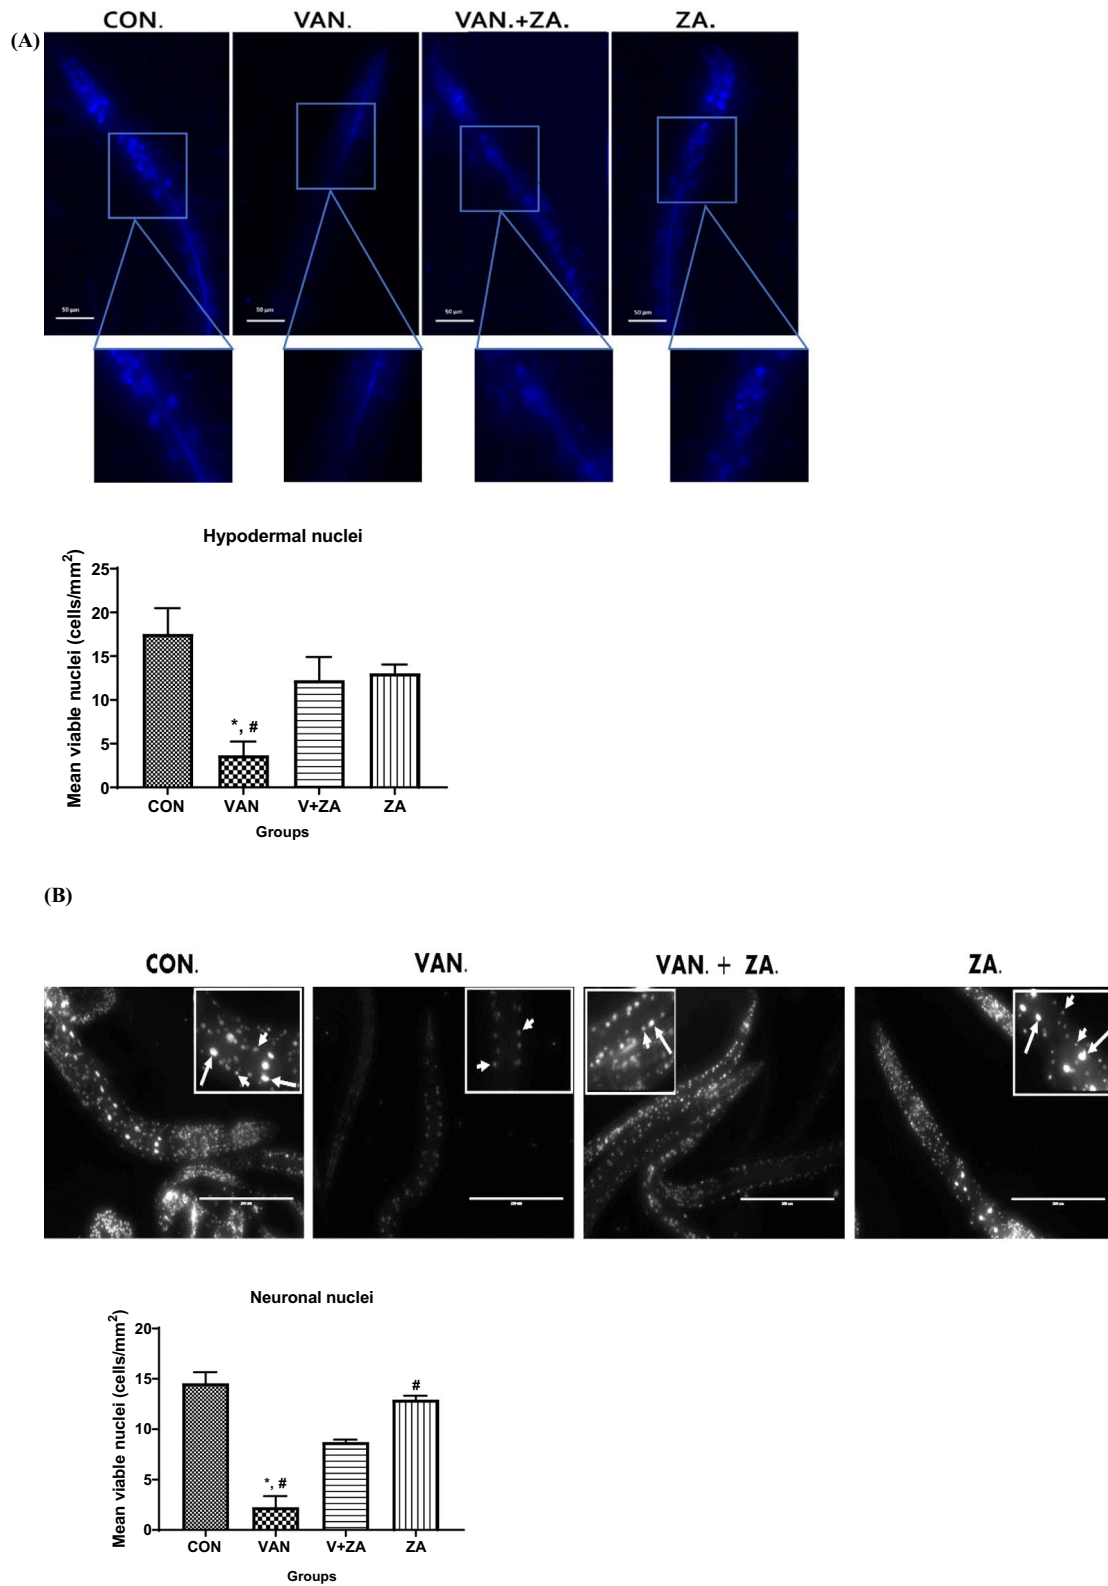 (A)
CON. VAN. VAN.+ZA. ZA.
50 µm 50 µm 50 µm 50 µm
Hypodermal nuclei
Mean viable nuclei (cells/mm²)
25
20
15
10
5
0
*, #
CON VAN V+ZA ZA
Groups
(B)
CON. VAN. VAN. + ZA. ZA.
Neuronal nuclei
Mean viable nuclei (cells/mm²)
20
15
10
5
0
*, #
#
CON VAN V+ZA ZA
Groups